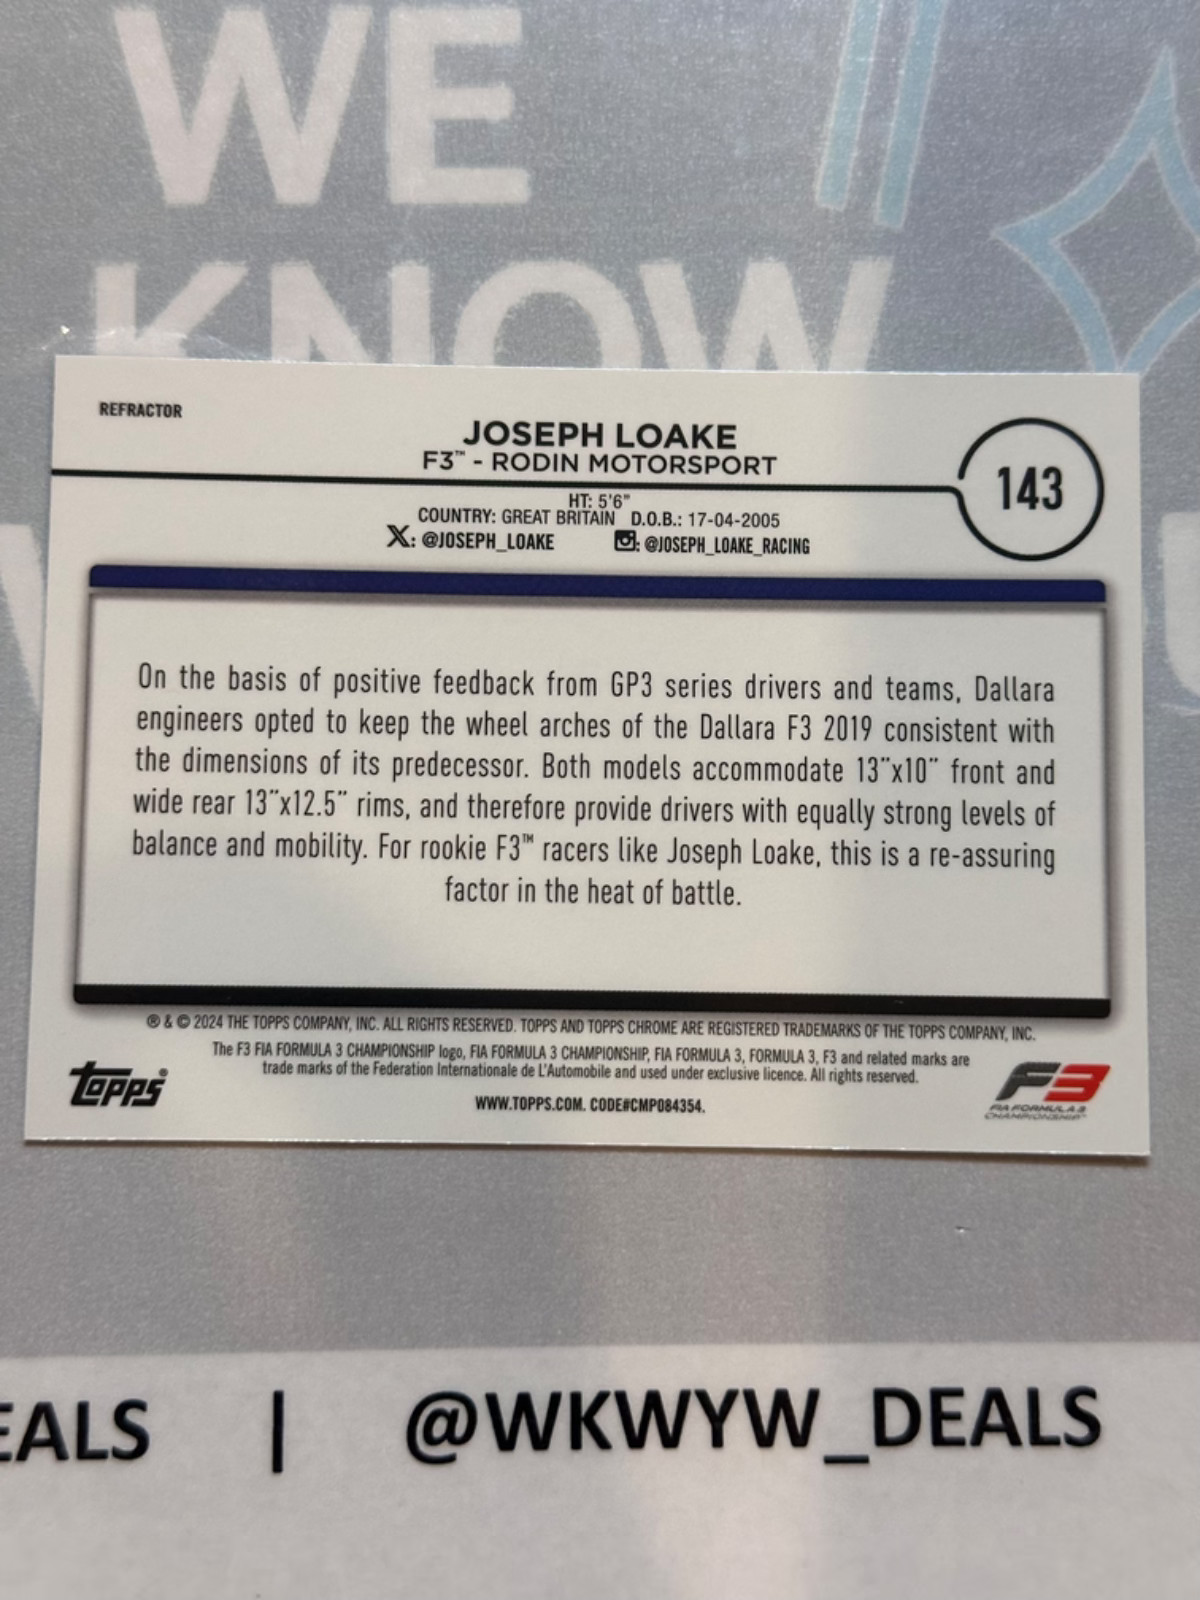 WE
KNOW
REFRACTOR
JOSEPH LOAKE
F3™ - RODIN MOTORSPORT
143
HT: 5'6"
COUNTRY: GREAT BRITAIN D.O.B.: 17-04-2005
X: @JOSEPH_LOAKE : @JOSEPH_LOAKE_RACING
On the basis of positive feedback from GP3 series drivers and teams, Dallara
engineers opted to keep the wheel arches of the Dallara F3 2019 consistent with
the dimensions of its predecessor. Both models accommodate 13"x10" front and
wide rear 13"x12.5" rims, and therefore provide drivers with equally strong levels of
balance and mobility. For rookie F3™ racers like Joseph Loake, this is a re-assuring
factor in the heat of battle.
® & © 2024 THE TOPPS COMPANY, INC. ALL RIGHTS RESERVED. TOPPS AND TOPPS CHROME ARE REGISTERED TRADEMARKS OF THE TOPPS COMPANY, INC.
The F3 FIA FORMULA 3 CHAMPIONSHIP logo, FIA FORMULA 3 CHAMPIONSHIP, FIA FORMULA 3, FORMULA 3, F3 and related marks are
trade marks of the Federation Internationale de L'Automobile and used under exclusive licence. All rights reserved.
WWW.TOPPS.COM. CODE#CMP084354.
topps®
F3
FIA FORMULA 3
CHAMPIONSHIP™
EALS | @WKWYW_DEALS